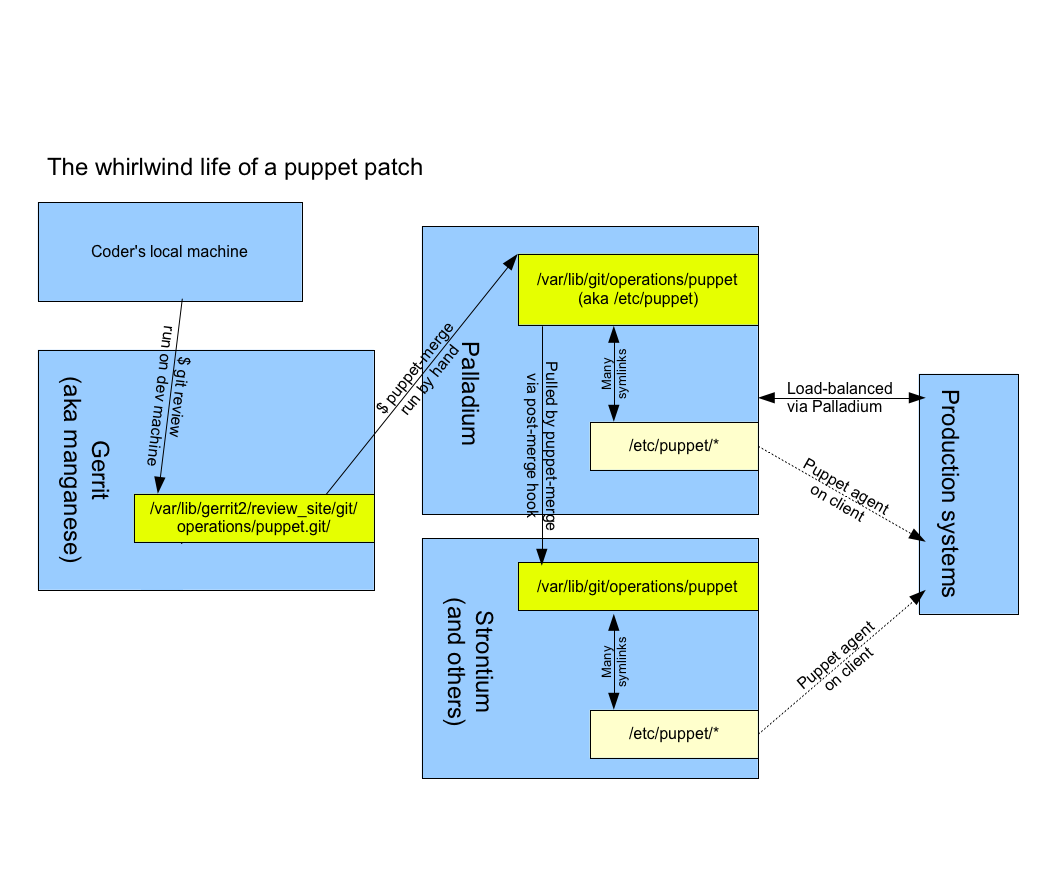 The whirlwind life of a puppet patch
Coder's local machine
$ git review
run on dev machine
Gerrit
(aka manganese)
/var/lib/gerrit2/review_site/git/
operations/puppet.git/
$ puppet-merge
run by hand
Palladium
/var/lib/git/operations/puppet
(aka /etc/puppet)
Many
symlinks
Pulled by puppet-merge
via post-merge hook
/etc/puppet/*
Strontium
(and others)
/var/lib/git/operations/puppet
Many
symlinks
/etc/puppet/*
Load-balanced
via Palladium
Puppet agent
on client
Puppet agent
on client
Production systems